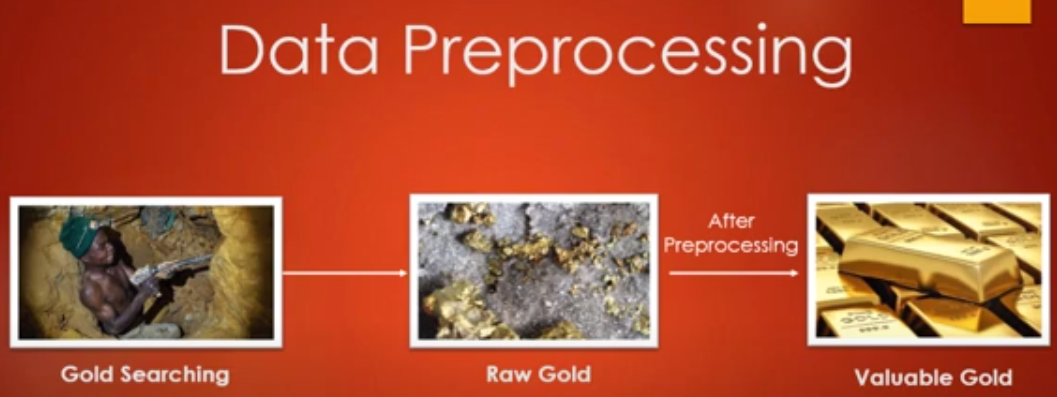 Data Preprocessing
After
Preprocessing
Gold Searching
Raw Gold
Valuable Gold